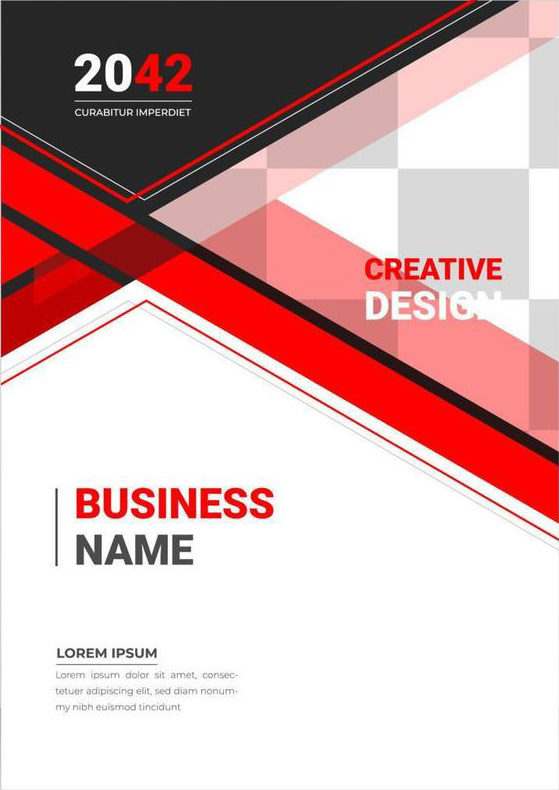 2042
CURABITUR IMPERDIET
CREATIVE
DESIGN
BUSINESS
NAME
LOREM IPSUM
Lorem ipsum dolor sit amet, consec-
tetuer adipiscing elit, sed diam nonum-
my nibh euismod tincidunt